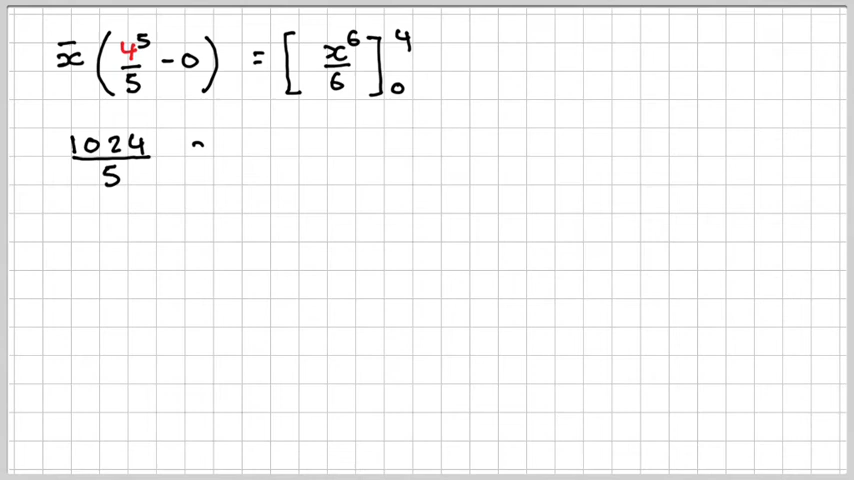 x̄ ( 4⁵/5 - 0 ) = [ x⁶/6 ]₀⁴
1024/5